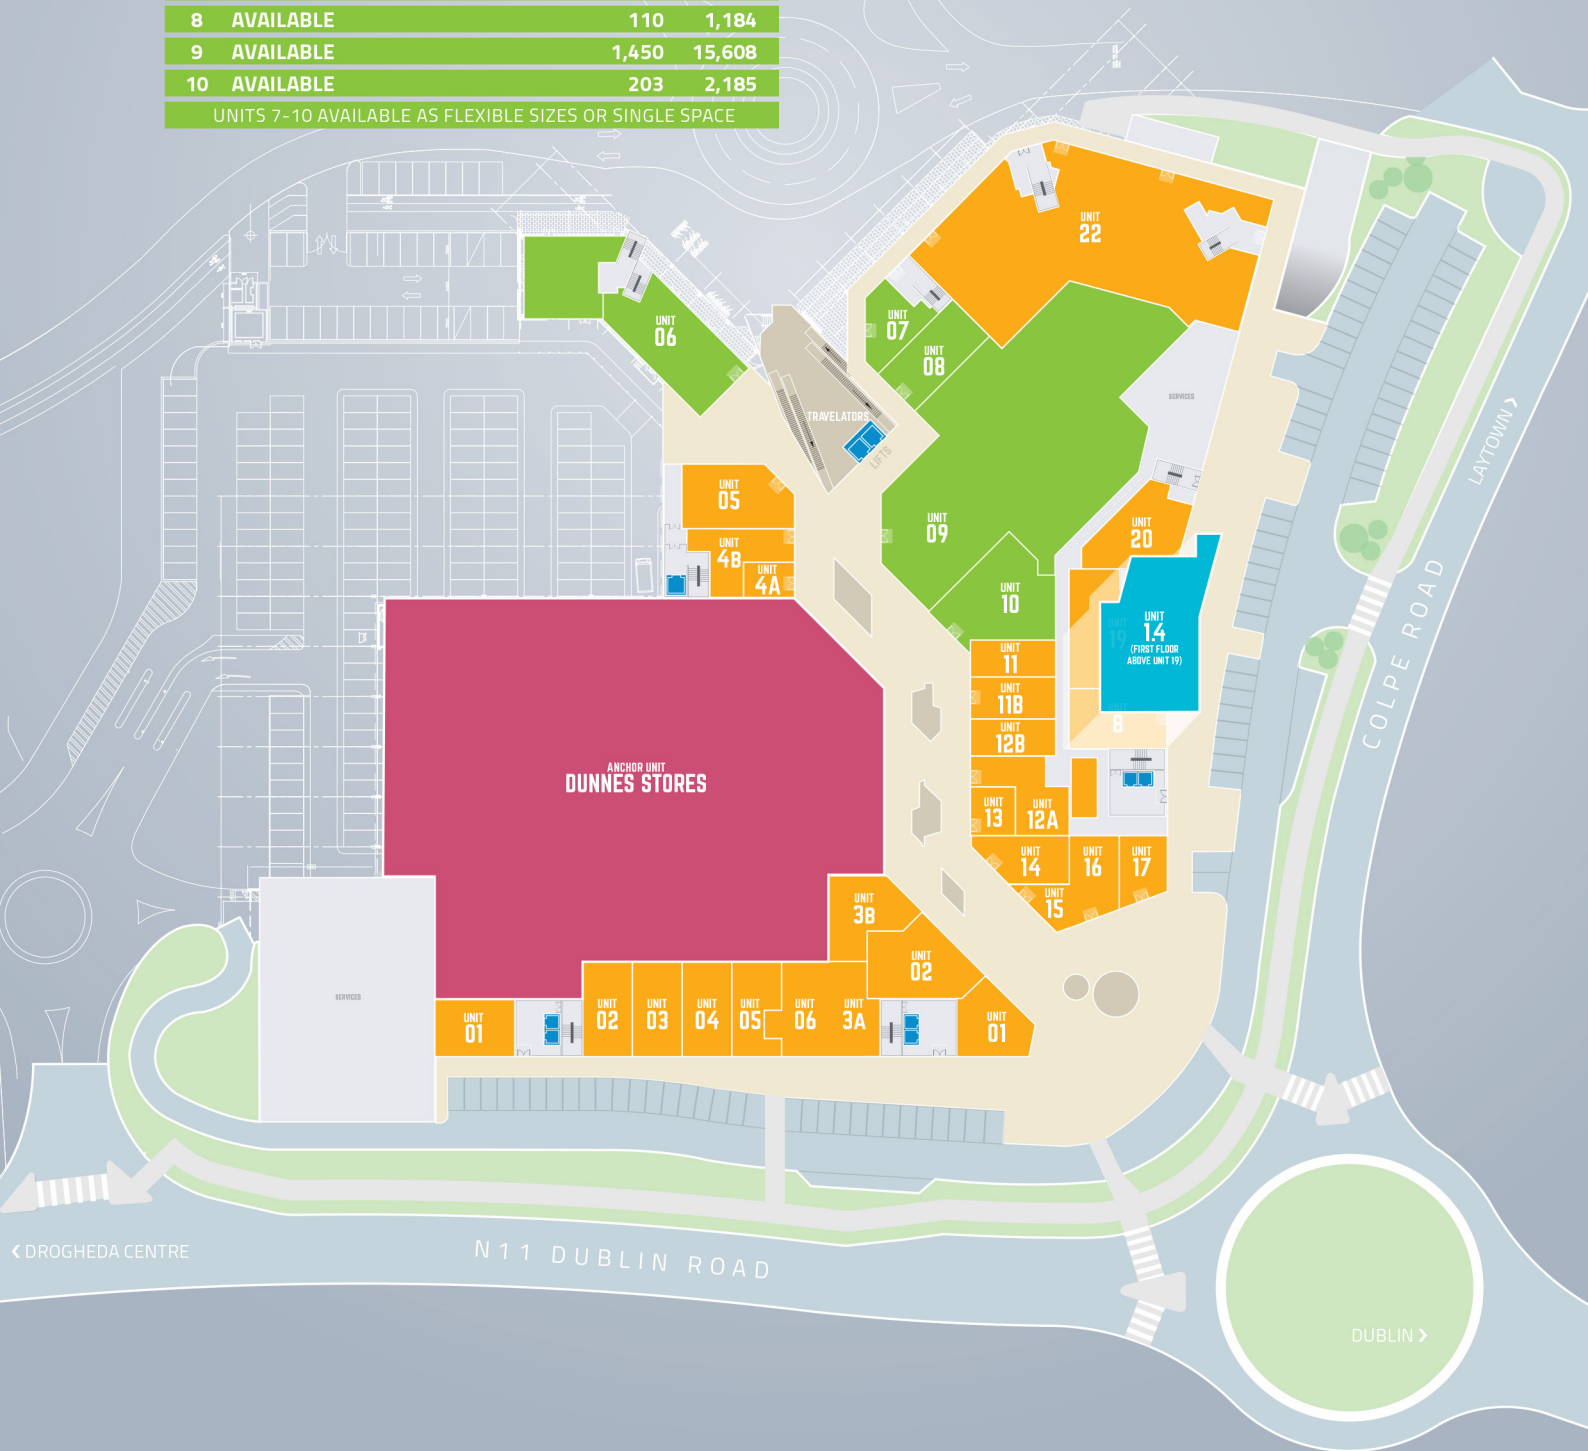 8 AVAILABLE 110 1,184
9 AVAILABLE 1,450 15,608
10 AVAILABLE 203 2,185
UNITS 7-10 AVAILABLE AS FLEXIBLE SIZES OR SINGLE SPACE
UNIT
22
UNIT
07
UNIT
06
UNIT
08
SERVICES
TRAVELATORS
LIFTS
LAYTOWN >
UNIT
05
UNIT
09
UNIT
20
UNIT
4B
UNIT
4A
UNIT
10
UNIT
19
UNIT
1.4
(FIRST FLOOR
ABOVE UNIT 19)
COLPE ROAD
UNIT
11
UNIT
11B
8
UNIT
12B
ANCHOR UNIT
DUNNES STORES
UNIT
13
UNIT
12A
UNIT
14
UNIT
16
UNIT
17
UNIT
15
UNIT
3B
UNIT
02
SERVICES
UNIT
01
UNIT
02
UNIT
03
UNIT
04
UNIT
05
UNIT
06
UNIT
3A
UNIT
01
< DROGHEDA CENTRE
N11 DUBLIN ROAD
DUBLIN >